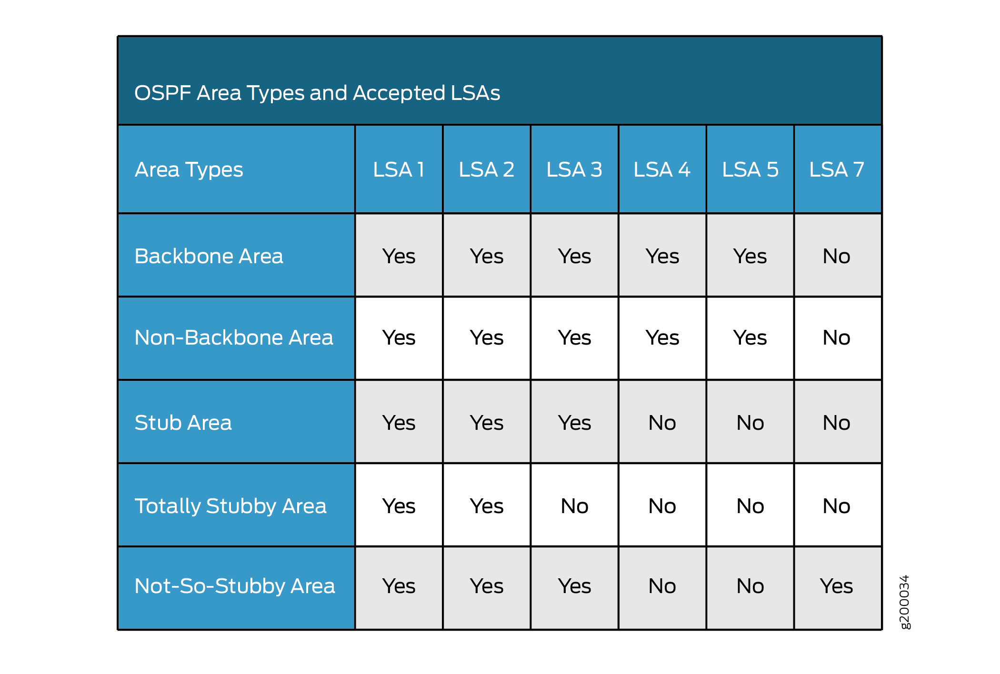 OSPF Area Types and Accepted LSAs
Area Types LSA 1 LSA 2 LSA 3 LSA 4 LSA 5 LSA 7
Backbone Area Yes Yes Yes Yes Yes No
Non-Backbone Area Yes Yes Yes Yes Yes No
Stub Area Yes Yes Yes No No No
Totally Stubby Area Yes Yes No No No No
Not-So-Stubby Area Yes Yes Yes No No Yes
g200034